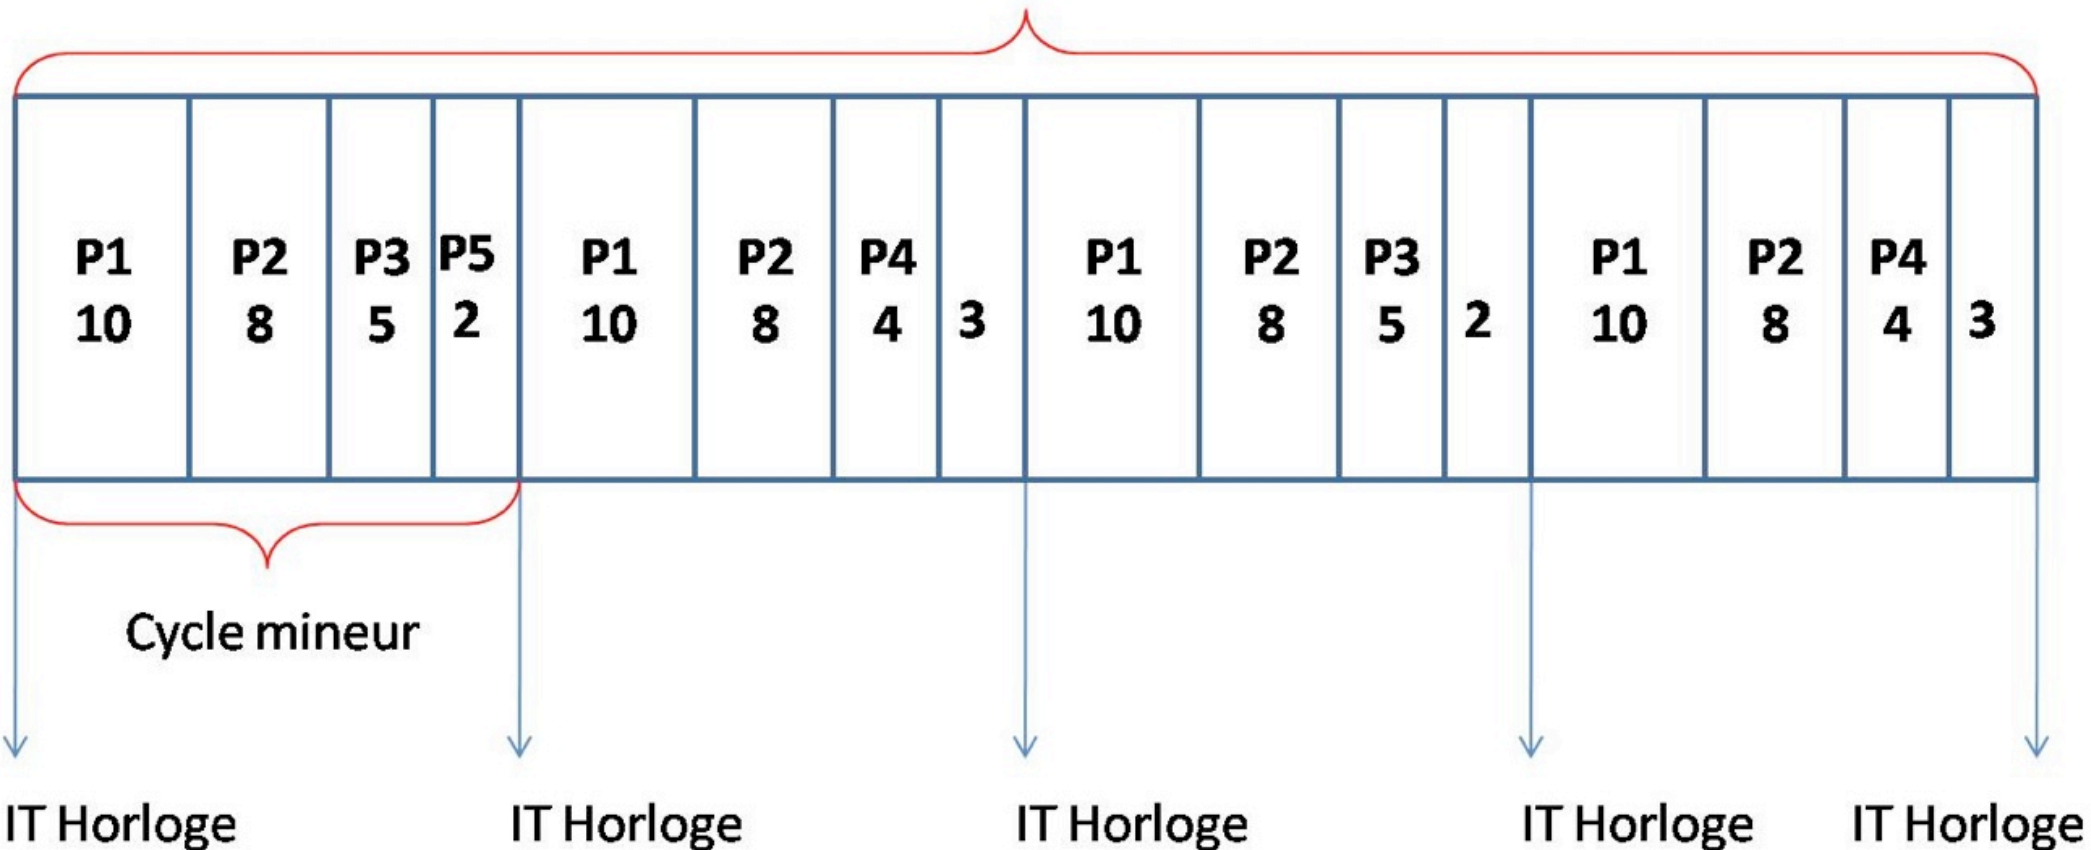 P1 P2 P3 P5 P1 P2 P4 P1 P2 P3 P1 P2 P4
10 8 5 2 10 8 4 3 10 8 5 2 10 8 4 3
Cycle mineur
IT Horloge IT Horloge IT Horloge IT Horloge IT Horloge